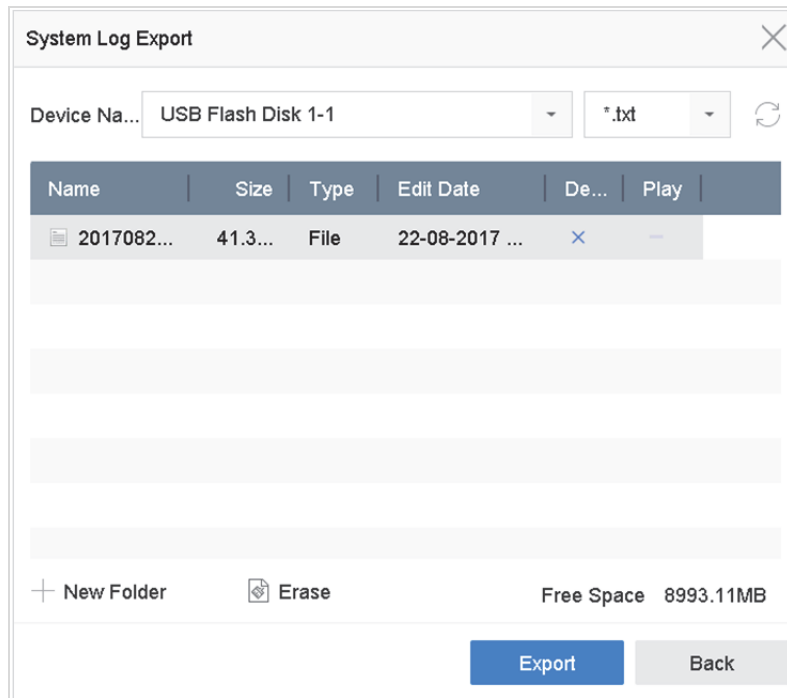 System Log Export
Device Na... USB Flash Disk 1-1 *.txt
Name Size Type Edit Date De... Play
2017082... 41.3... File 22-08-2017 ...
New Folder Erase Free Space 8993.11MB
Export Back